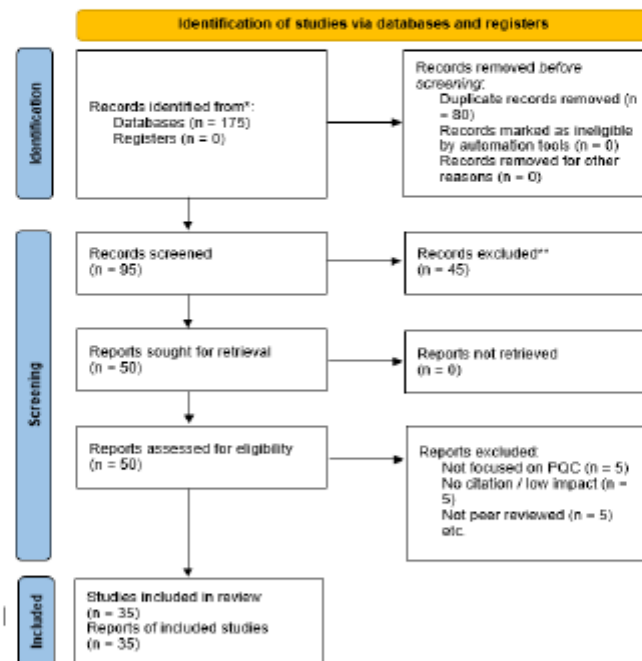 Identification of studies via databases and registers
Identification
Records identified from*:
Databases (n = 175)
Registers (n = 0)
Records removed before
screening:
Duplicate records removed (n
= 80)
Records marked as ineligible
by automation tools (n = 0)
Records removed for other
reasons (n = 0)
Screening
Records screened
(n = 95)
Records excluded**
(n = 45)
Reports sought for retrieval
(n = 50)
Reports not retrieved
(n = 0)
Reports assessed for eligibility
(n = 50)
Reports excluded:
Not focused on PQC (n = 5)
No citation / low impact (n =
5)
Not peer reviewed (n = 5)
etc.
Included
Studies included in review
(n = 35)
Reports of included studies
(n = 35)